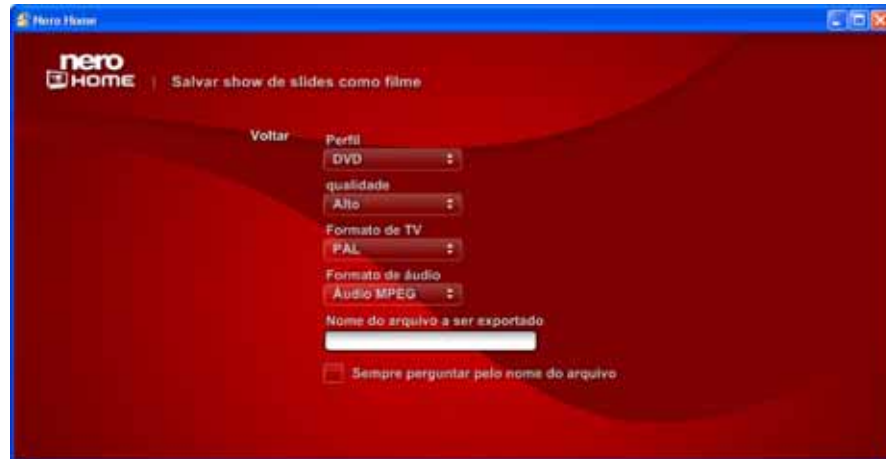 Nero Home
nero
HOME | Salvar show de slides como filme
Voltar
Perfil
DVD
qualidade
Alto
Formato de TV
PAL
Formato de áudio
Áudio MPEG
Nome do arquivo a ser exportado
Sempre perguntar pelo nome do arquivo